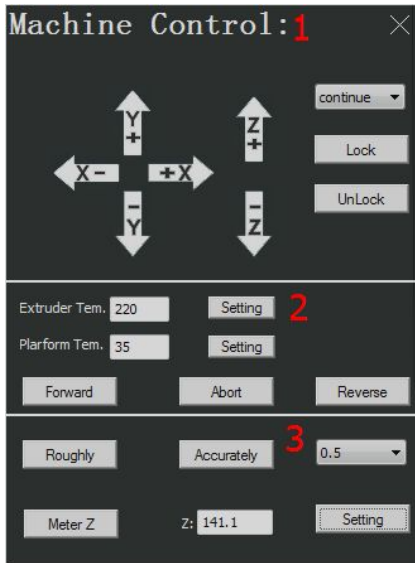 Machine Control:1
continue
Y+
Z+
X- +X
Lock
-Y
-Z
UnLock
Extruder Tem. 220 Setting 2
Plarform Tem. 35 Setting
Forward Abort Reverse
Roughly Accurately 3 0.5
Meter Z Z: 141.1 Setting